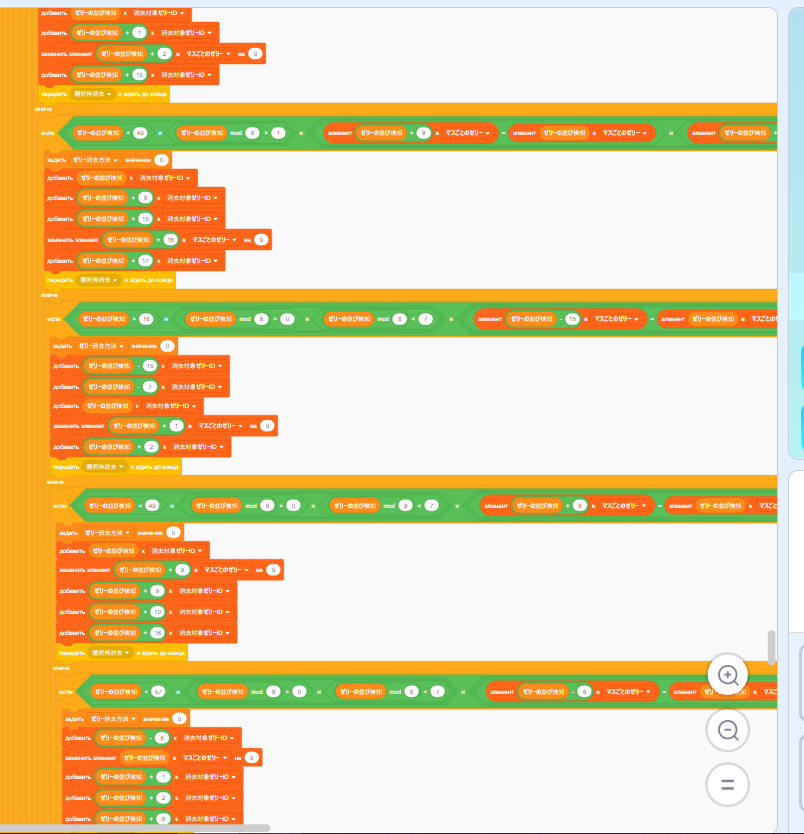 добавить ゼリーの並び検知 к 消去対象ゼリーID
добавить ゼリーの並び検知 + 1 к 消去対象ゼリーID
заменить элемент ゼリーの並び検知 + 2 в マスごとのゼリー на 9
добавить ゼリーの並び検知 + 10 к 消去対象ゼリーID
передать 選択枠消去 и ждать до конца
иначе
если ゼリーの並び検知 < 49 и ゼリーの並び検知 mod 8 > 1 и элемент ゼリーの並び検知 + 8 в マスごとのゼリー = элемент ゼリーの並び検知 в マスごとのゼリー и элемент ゼリーの並び検知 +
задать ゼリー消去方法 значение 0
добавить ゼリーの並び検知 к 消去対象ゼリーID
добавить ゼリーの並び検知 + 8 к 消去対象ゼリーID
добавить ゼリーの並び検知 + 15 к 消去対象ゼリーID
заменить элемент ゼリーの並び検知 + 16 в マスごとのゼリー на 9
добавить ゼリーの並び検知 + 17 к 消去対象ゼリーID
передать 選択枠消去 и ждать до конца
иначе
если ゼリーの並び検知 > 16 и ゼリーの並び検知 mod 8 > 0 и ゼリーの並び検知 mod 8 < 7 и элемент ゼリーの並び検知 - 15 в マスごとのゼリー = элемент ゼリーの並び検知 в マスごとのゼ
задать ゼリー消去方法 значение 0
добавить ゼリーの並び検知 - 15 к 消去対象ゼリーID
добавить ゼリーの並び検知 - 7 к 消去対象ゼリーID
добавить ゼリーの並び検知 к 消去対象ゼリーID
заменить элемент ゼリーの並び検知 + 1 в マスごとのゼリー на 9
добавить ゼリーの並び検知 + 2 к 消去対象ゼリーID
передать 選択枠消去 и ждать до конца
иначе
если ゼリーの並び検知 < 49 и ゼリーの並び検知 mod 8 > 0 и ゼリーの並び検知 mod 8 < 7 и элемент ゼリーの並び検知 + 8 в マスごとのゼリー = элемент ゼリーの並び検知 в マスごと
задать ゼリー消去方法 значение 0
добавить ゼリーの並び検知 к 消去対象ゼリーID
заменить элемент ゼリーの並び検知 + 8 в マスごとのゼリー на 9
добавить ゼリーの並び検知 + 9 к 消去対象ゼリーID
добавить ゼリーの並び検知 + 10 к 消去対象ゼリーID
добавить ゼリーの並び検知 + 16 к 消去対象ゼリーID
передать 選択枠消去 и ждать до конца
иначе
если ゼリーの並び検知 < 57 и ゼリーの並び検知 mod 8 > 0 и ゼリーの並び検知 mod 8 < 7 и элемент ゼリーの並び検知 - 8 в マスごとのゼリー = элемент
задать ゼリー消去方法 значение 0
добавить ゼリーの並び検知 - 8 к 消去対象ゼリーID
заменить элемент ゼリーの並び検知 в マスごとのゼリー на 9
добавить ゼリーの並び検知 + 1 к 消去対象ゼリーID
добавить ゼリーの並び検知 + 2 к 消去対象ゼリーID
добавить ゼリーの並び検知 + 8 к 消去対象ゼリーID